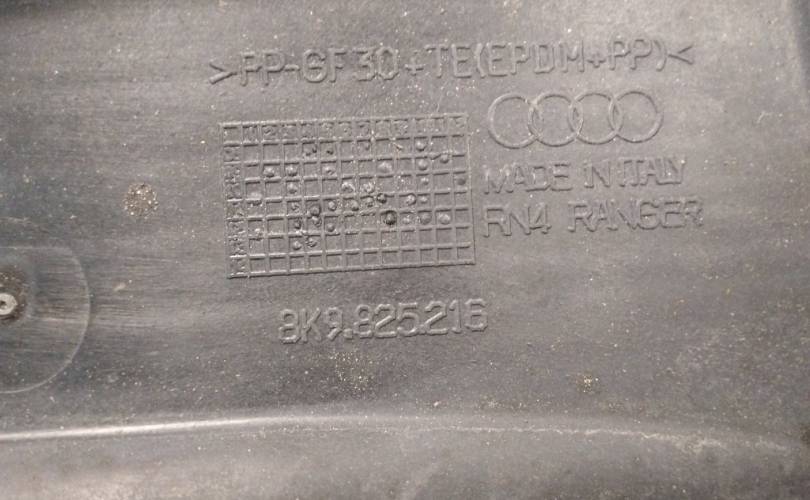 >PP-GF30+TE(EPDM+PP)<
MADE IN ITALY
RN4 RANGER
8K9.825.216